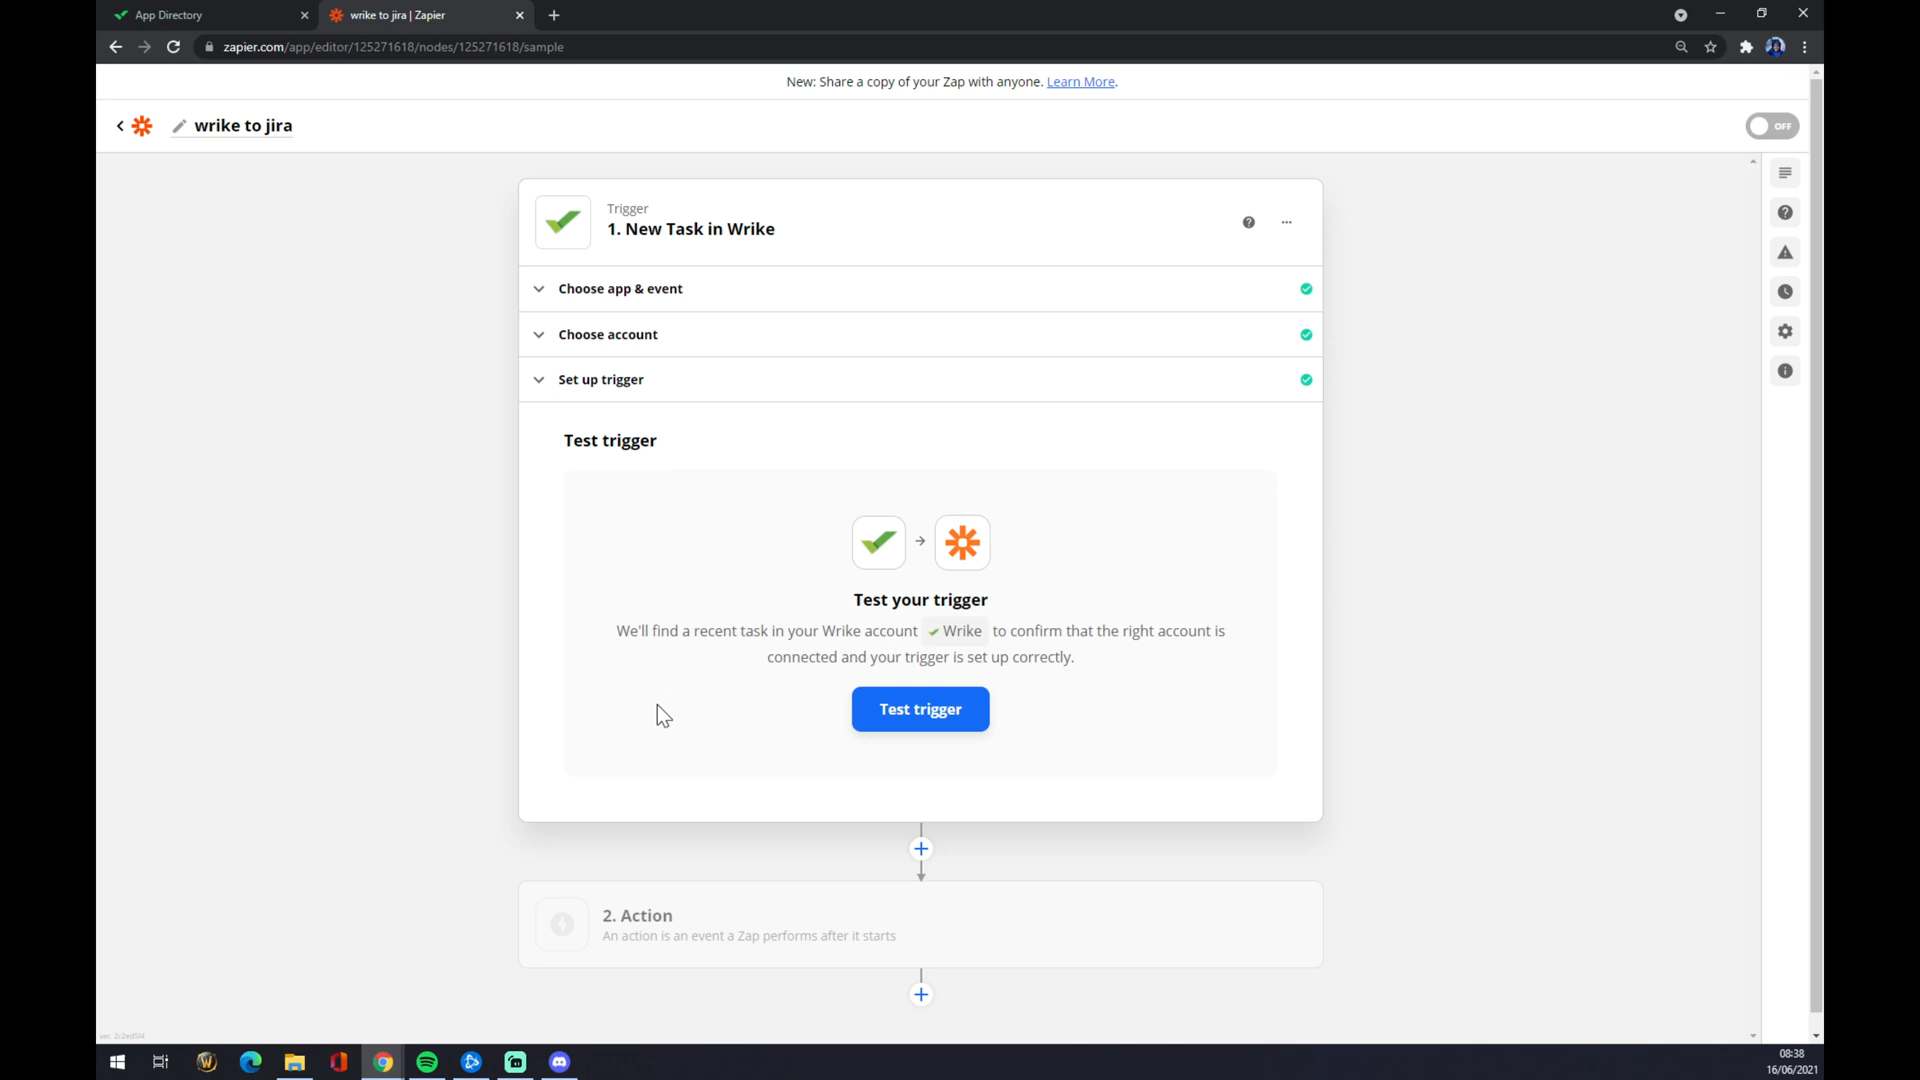 App Directory
wrike to jira | Zapier
zapier.com/app/editor/125271618/nodes/125271618/sample
New: Share a copy of your Zap with anyone. Learn More.
wrike to jira
OFF
Trigger
1. New Task in Wrike
Choose app & event
Choose account
Set up trigger
Test trigger
Test your trigger
We'll find a recent task in your Wrike account Wrike to confirm that the right account is
connected and your trigger is set up correctly.
Test trigger
2. Action
An action is an event a Zap performs after it starts
ver. 2c2ed5f4
08:38
16/06/2021